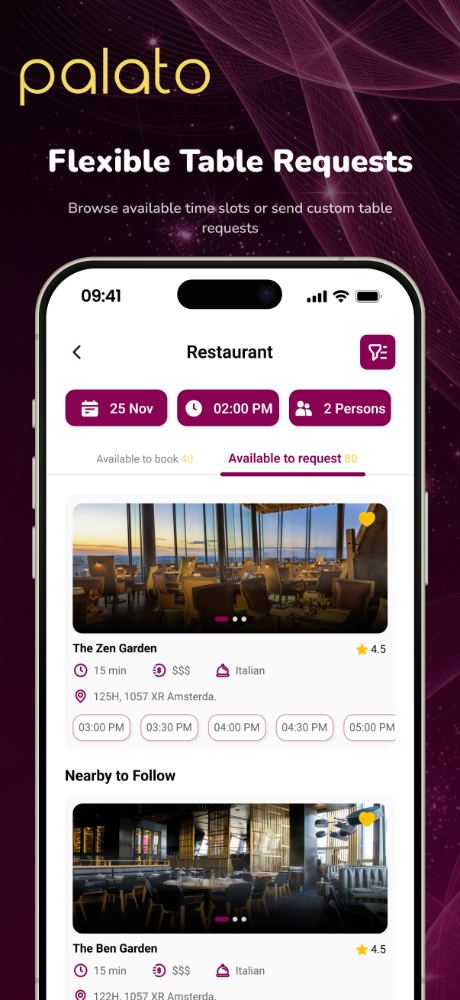 palato
Flexible Table Requests
Browse available time slots or send custom table
requests
09:41
Restaurant
25 Nov
02:00 PM
2 Persons
Available to book 40
Available to request 80
The Zen Garden
4.5
15 min
$$$
Italian
125H, 1057 XR Amsterda.
03:00 PM
03:30 PM
04:00 PM
04:30 PM
05:00 PM
Nearby to Follow
The Ben Garden
4.5
15 min
$$$
Italian
122H, 1057 XR Amsterda.